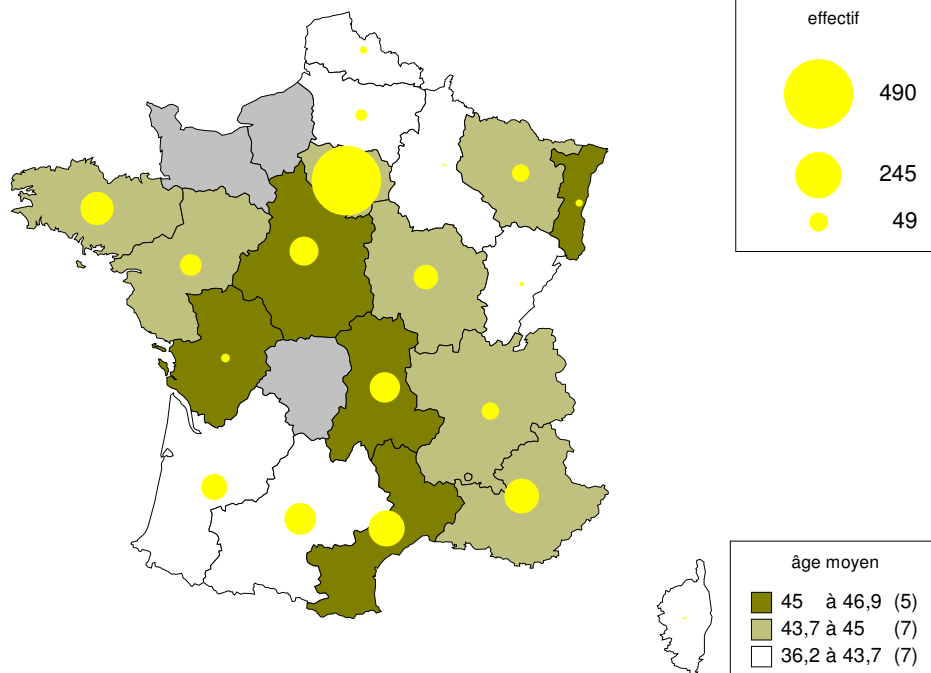 effectif
490
245
49
âge moyen
45 à 46,9 (5)
43,7 à 45 (7)
36,2 à 43,7 (7)